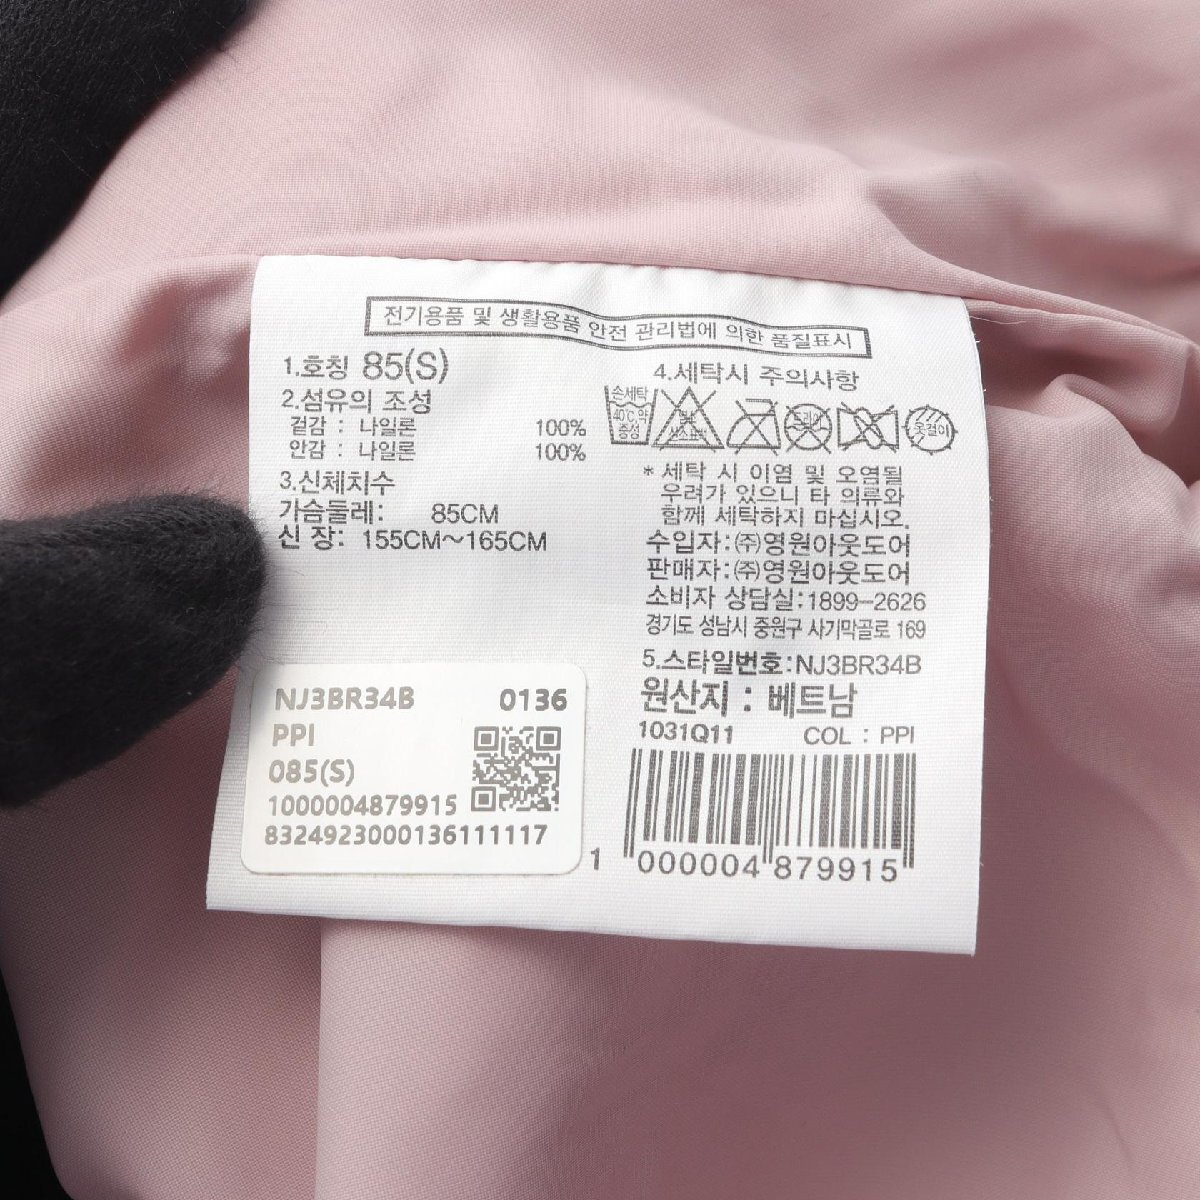 전기용품 및 생활용품 안전 관리법에 의한 품질표시
1.호칭 85(S)
2.섬유의 조성
겉감 : 나일론 100%
안감 : 나일론 100%
3.신체치수
가슴둘레: 85CM
신 장: 155CM~165CM
4.세탁시 주의사항
손세탁
40℃ 약
중성
드라이
옷걸이
* 세탁 시 이염 및 오염될
우려가 있으니 타 의류와
함께 세탁하지 마십시오.
수입자:㈜영원아웃도어
판매자:㈜영원아웃도어
소비자 상담실:1899-2626
경기도 성남시 중원구 사기막골로 169
5.스타일번호:NJ3BR34B
원산지 : 베트남
1031Q11 COL : PPI
1 000004 879915
NJ3BR34B 0136
PPI
085(S)
1000004879915
8324923000136111117